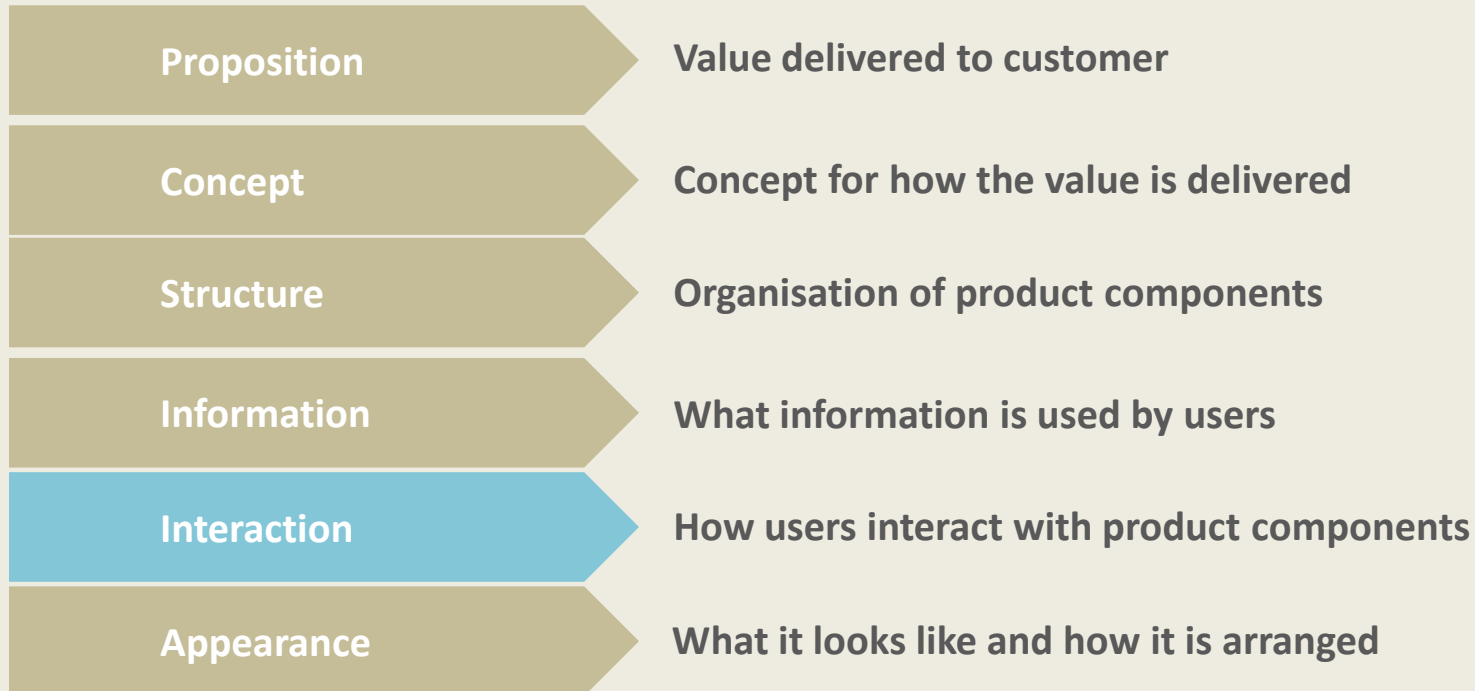 Proposition
Value delivered to customer
Concept
Concept for how the value is delivered
Structure
Organisation of product components
Information
What information is used by users
Interaction
How users interact with product components
Appearance
What it looks like and how it is arranged